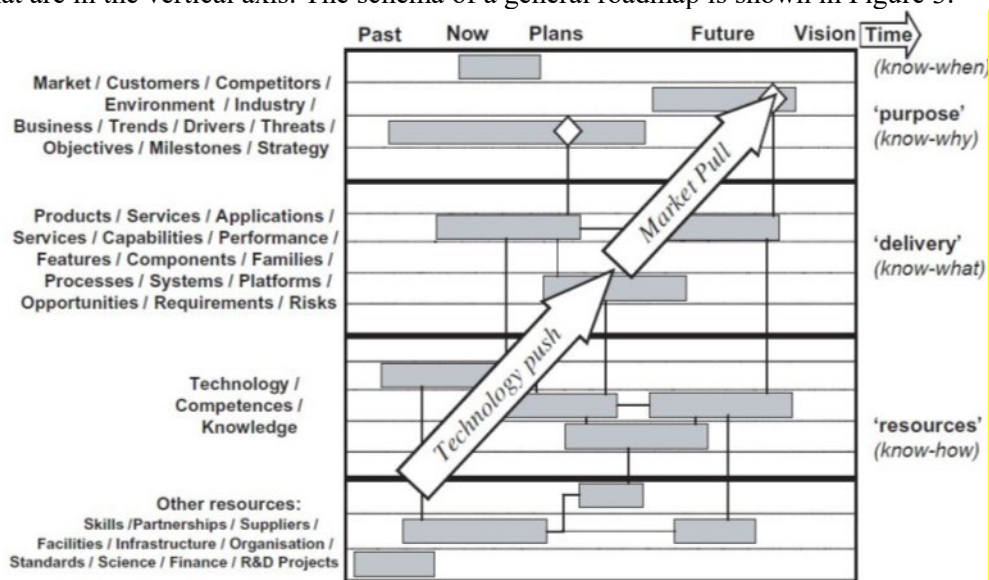 that are in the vertical axis. The schema of a general roadmap is shown in Figure 3.
Past Now Plans Future Vision Time
(know-when)
Market / Customers / Competitors /
Environment / Industry /
Business / Trends / Drivers / Threats /
Objectives / Milestones / Strategy
'purpose'
(know-why)
Market Pull
Products / Services / Applications /
Services / Capabilities / Performance /
Features / Components / Families /
Processes / Systems / Platforms /
Opportunities / Requirements / Risks
'delivery'
(know-what)
Technology push
Technology /
Competences /
Knowledge
'resources'
(know-how)
Other resources:
Skills /Partnerships / Suppliers /
Facilities / Infrastructure / Organisation /
Standards / Science / Finance / R&D Projects